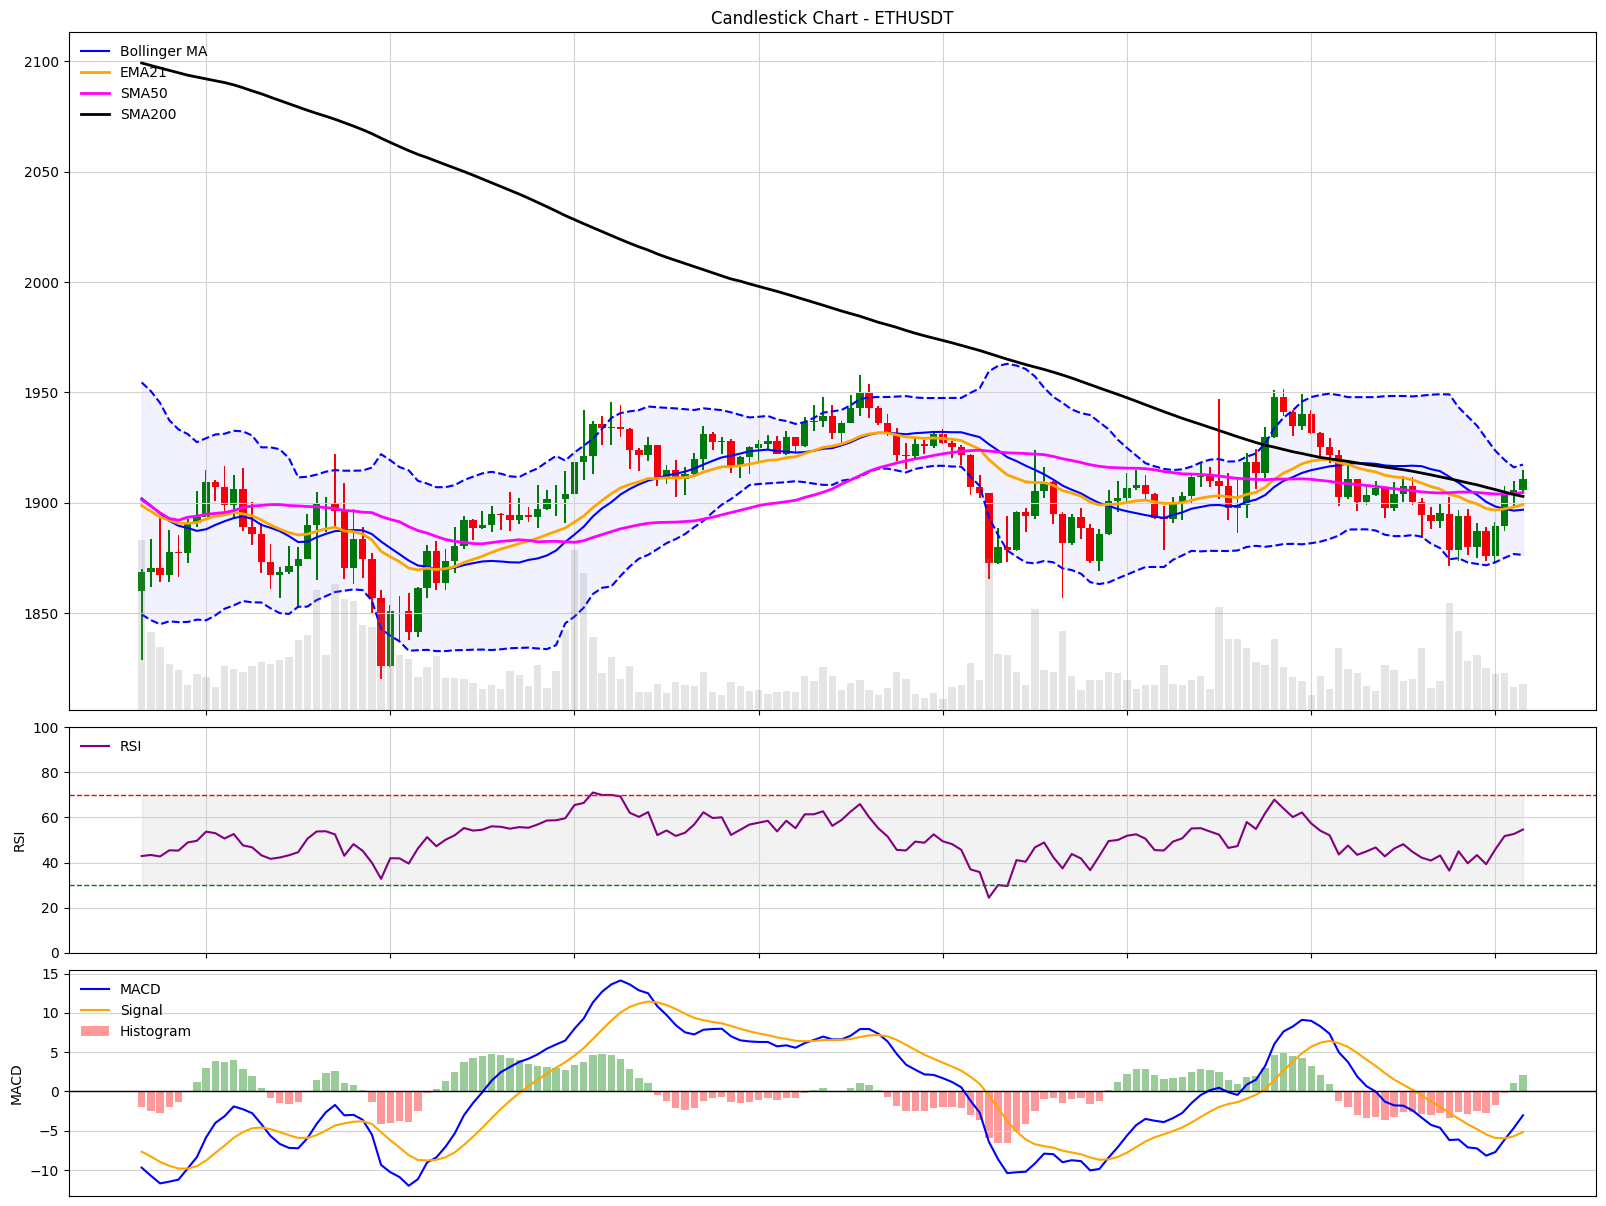 Candlestick Chart - ETHUSDT
Bollinger MA
EMA21
SMA50
SMA200
2100
2050
2000
1950
1900
1850
RSI
100
80
60
40
20
0
RSI
MACD
Signal
Histogram
15
10
5
0
−5
−10
MACD